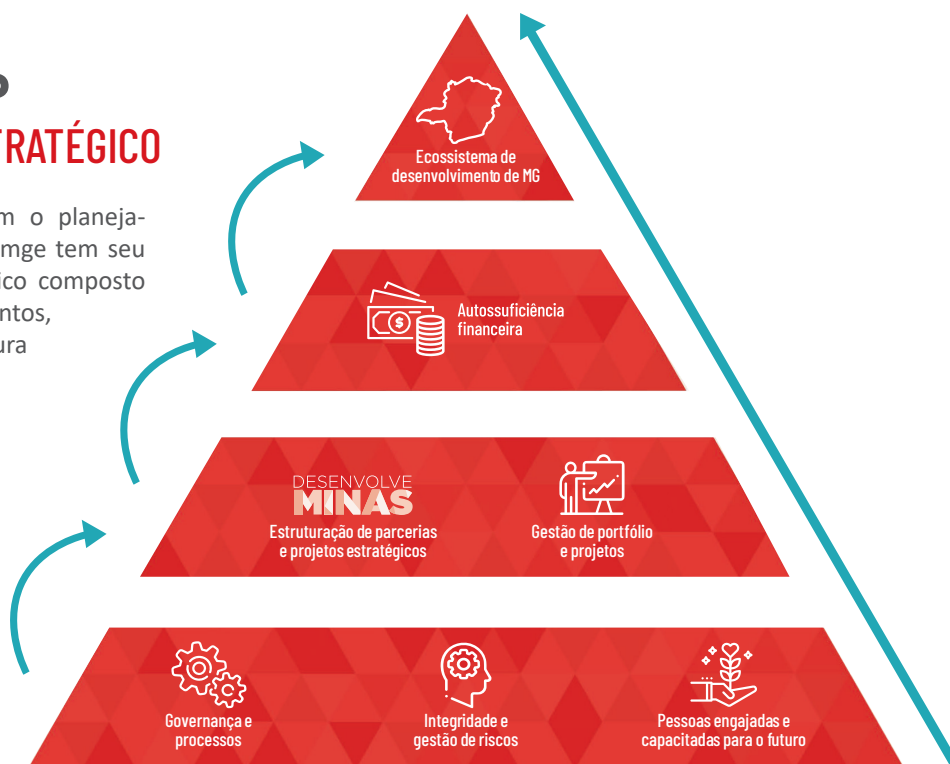 TRATÉGICO
m o planeja-
mge tem seu
ico composto
ntos,
ura
Ecossistema de
desenvolvimento de MG
Autossuficiência
financeira
DESENVOLVE
MINAS
Estruturação de parcerias
e projetos estratégicos
Gestão de portfólio
e projetos
Governança e
processos
Integridade e
gestão de riscos
Pessoas engajadas e
capacitadas para o futuro